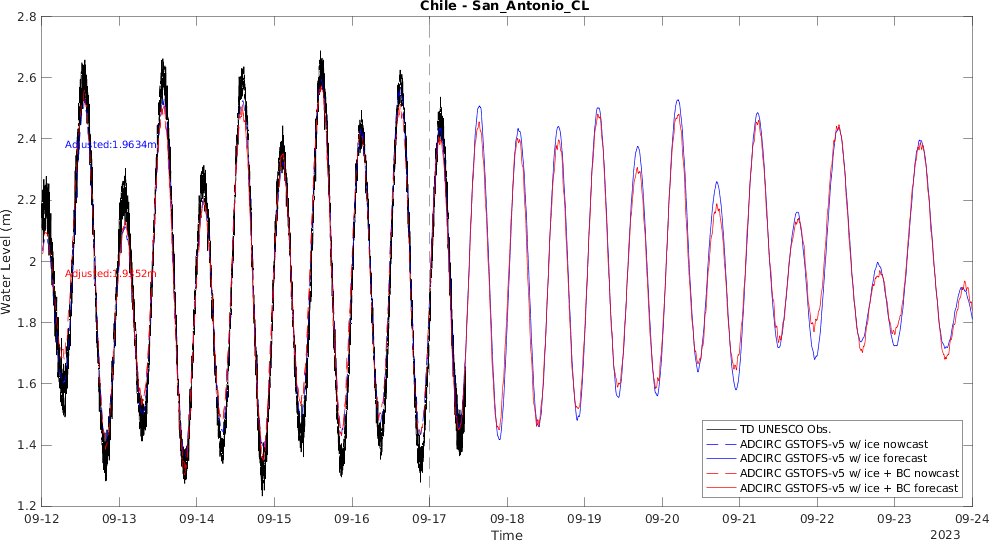 Chile - San_Antonio_CL
2.8
2.6
2.4
2.2
2
1.8
1.6
1.4
1.2
Water Level (m)
Adjusted:1.9634m
Adjusted:1.9552m
TD UNESCO Obs.
ADCIRC GSTOFS-v5 w/ ice nowcast
ADCIRC GSTOFS-v5 w/ ice forecast
ADCIRC GSTOFS-v5 w/ ice + BC nowcast
ADCIRC GSTOFS-v5 w/ ice + BC forecast
09-12 09-13 09-14 09-15 09-16 09-17 09-18 09-19 09-20 09-21 09-22 09-23 09-24
Time
2023